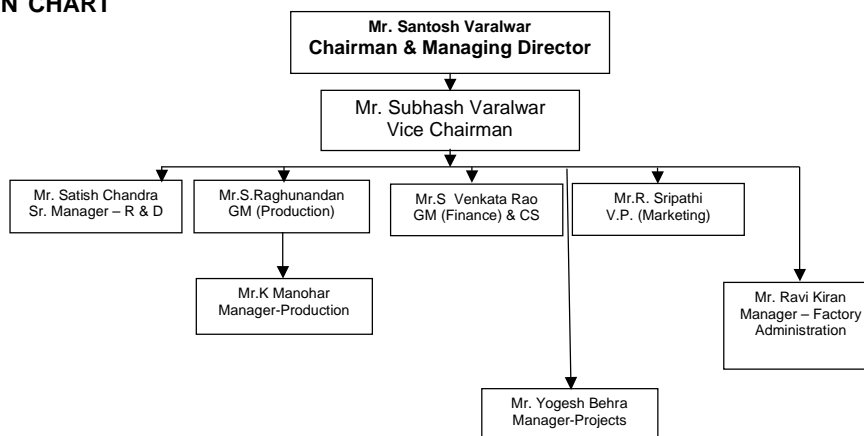 N CHART
Mr. Santosh Varalwar
Chairman & Managing Director
Mr. Subhash Varalwar
Vice Chairman
Mr. Satish Chandra
Sr. Manager – R & D
Mr.S.Raghunandan
GM (Production)
Mr.S Venkata Rao
GM (Finance) & CS
Mr.R. Sripathi
V.P. (Marketing)
Mr.K Manohar
Manager-Production
Mr. Ravi Kiran
Manager – Factory
Administration
Mr. Yogesh Behra
Manager-Projects